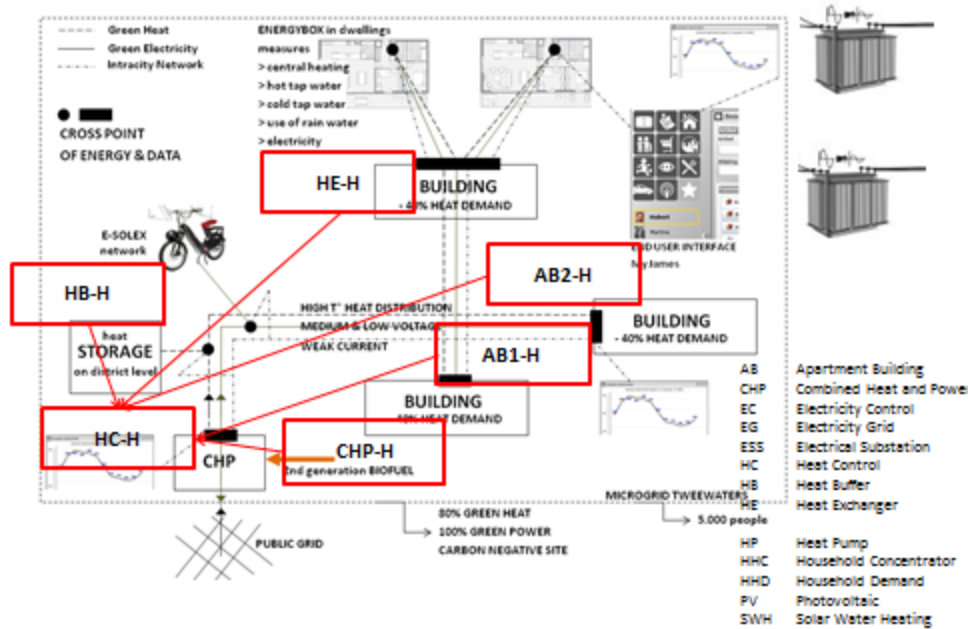 Green Heat
Green Electricity
Intracity Network
CROSS POINT
OF ENERGY & DATA
ENERGYBOX in dwellings
measures
> central heating
> hot tap water
> cold tap water
> use of rain water
> electricity
HE-H
BUILDING
- 40% HEAT DEMAND
END USER INTERFACE
E-SOLEX
network
HB-H
AB2-H
heat
STORAGE
on district level
HIGH T° HEAT DISTRIBUTION
MEDIUM & LOW VOLTAGE
WEAK CURRENT
BUILDING
- 40% HEAT DEMAND
AB1-H
BUILDING
40% HEAT DEMAND
HC-H
CHP
CHP-H
2nd generation BIOFUEL
PUBLIC GRID
80% GREEN HEAT
100% GREEN POWER
CARBON NEGATIVE SITE
MICROGRID TWEEWATERS
5.000 people
AB Apartment Building
CHP Combined Heat and Power
EC Electricity Control
EG Electricity Grid
ESS Electrical Substation
HC Heat Control
HB Heat Buffer
HE Heat Exchanger
HP Heat Pump
HHC Household Concentrator
HHD Household Demand
PV Photovoltaic
SWH Solar Water Heating